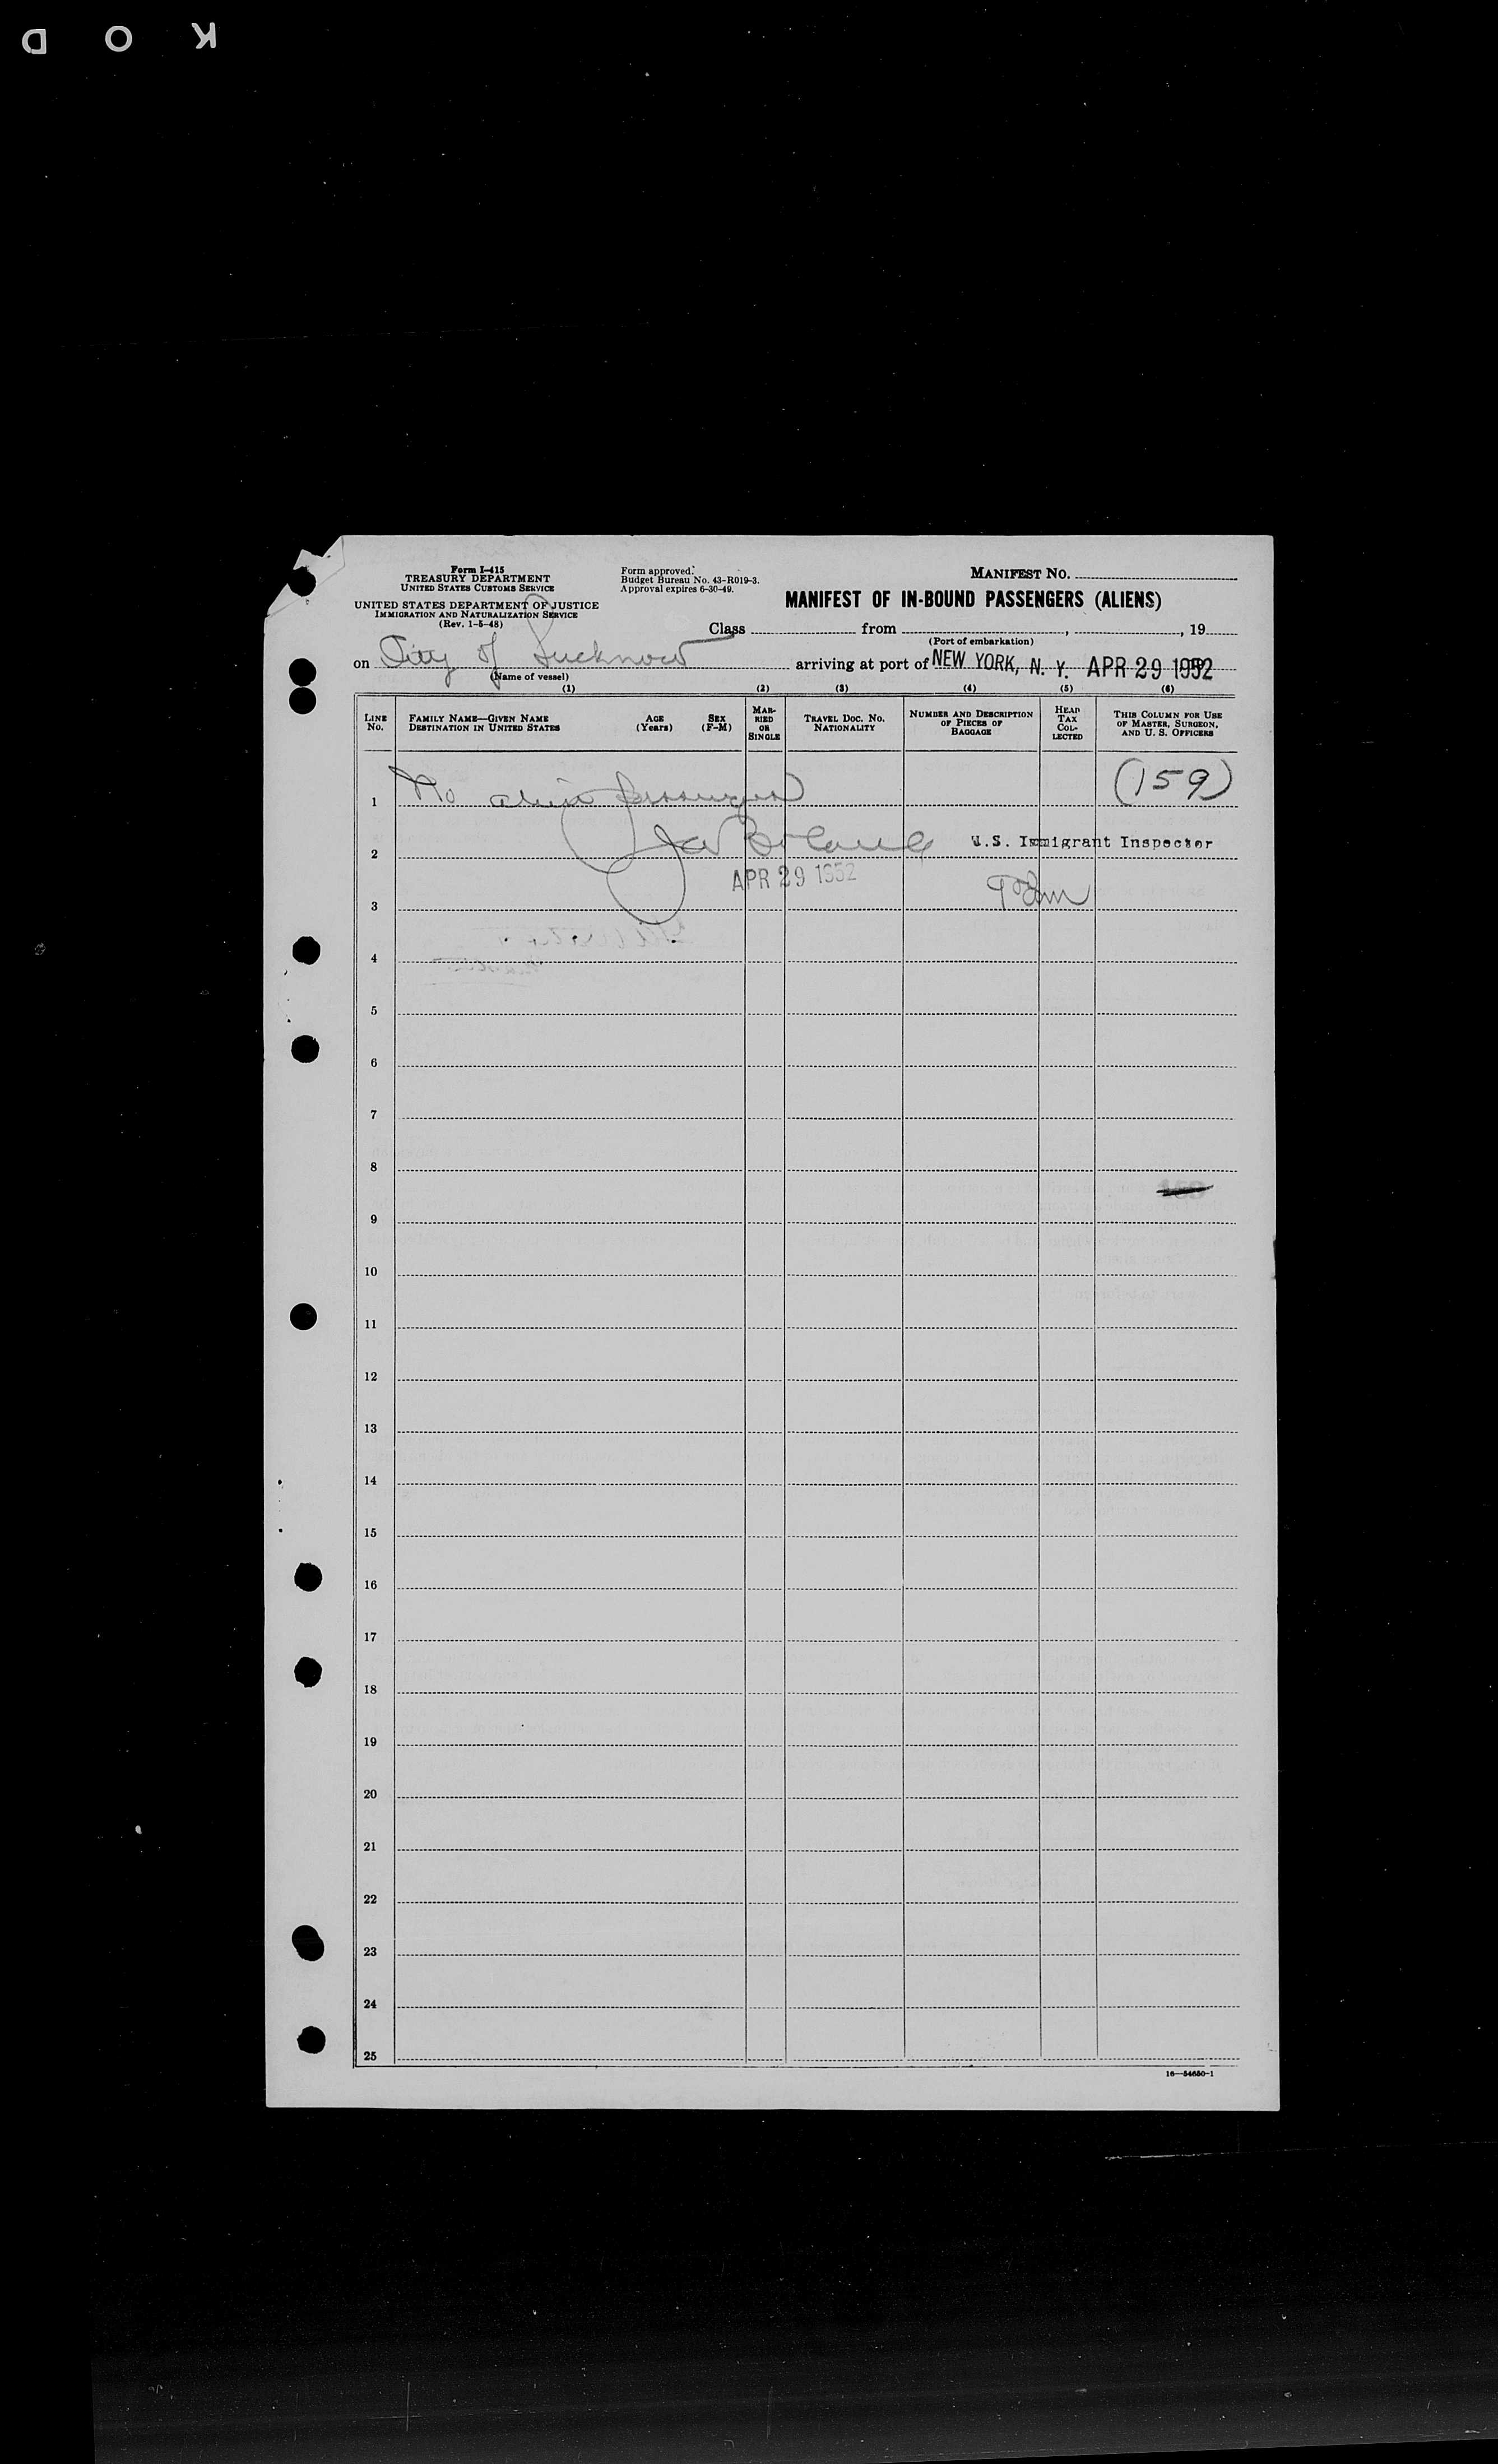 K O D
Form I-415
TREASURY DEPARTMENT
UNITED STATES CUSTOMS SERVICE
UNITED STATES DEPARTMENT OF JUSTICE
IMMIGRATION AND NATURALIZATION SERVICE
(Rev. 1-5-48)
Form approved.
Budget Bureau No. 43-R019-3.
Approval expires 6-30-49.
MANIFEST No.
MANIFEST OF IN-BOUND PASSENGERS (ALIENS)
Class from , , 19
(Port of embarkation)
on City of Lucknow arriving at port of NEW YORK, N. Y. APR 29 1952
(Name of vessel)
(1) (2) (3) (4) (5) (6)
LINE No.
FAMILY NAME—GIVEN NAME
DESTINATION IN UNITED STATES
AGE (Years)
SEX (F-M)
MARRIED OR SINGLE
TRAVEL DOC. NO.
NATIONALITY
NUMBER AND DESCRIPTION OF PIECES OF BAGGAGE
HEAD TAX COLLECTED
THIS COLUMN FOR USE OF MASTER, SURGEON, AND U. S. OFFICERS
1 No alien passengers (159)
2 U.S. Immigrant Inspector
APR 29 1952
3
4
5
6
7
8
159
9
10
11
12
13
14
15
16
17
18
19
20
21
22
23
24
25
16—54650-1